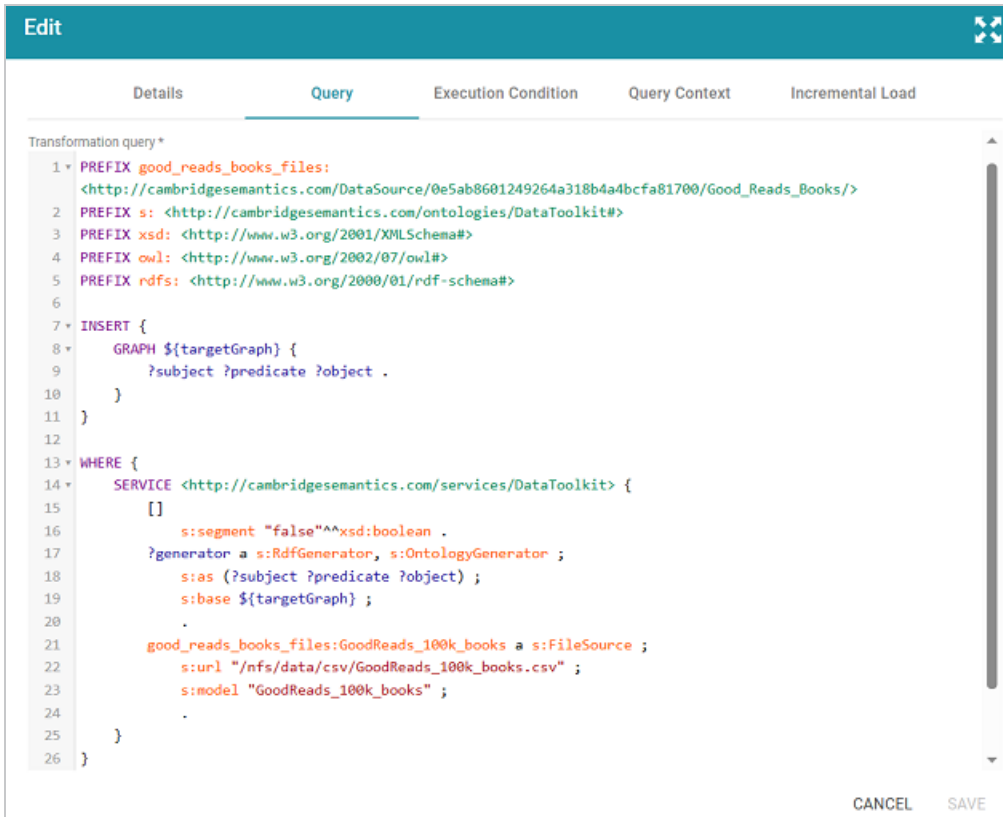 Edit
Details Query Execution Condition Query Context Incremental Load
Transformation query *
1 PREFIX good_reads_books_files:
<http://cambridgesemantics.com/DataSource/0e5ab8601249264a318b4a4bcfa81700/Good_Reads_Books/>
2 PREFIX s: <http://cambridgesemantics.com/ontologies/DataToolkit#>
3 PREFIX xsd: <http://www.w3.org/2001/XMLSchema#>
4 PREFIX owl: <http://www.w3.org/2002/07/owl#>
5 PREFIX rdfs: <http://www.w3.org/2000/01/rdf-schema#>
6
7 INSERT {
8 GRAPH ${targetGraph} {
9 ?subject ?predicate ?object .
10 }
11 }
12
13 WHERE {
14 SERVICE <http://cambridgesemantics.com/services/DataToolkit> {
15 []
16 s:segment "false"^^xsd:boolean .
17 ?generator a s:RdfGenerator, s:OntologyGenerator ;
18 s:as (?subject ?predicate ?object) ;
19 s:base ${targetGraph} ;
20 .
21 good_reads_books_files:GoodReads_100k_books a s:FileSource ;
22 s:url "/nfs/data/csv/GoodReads_100k_books.csv" ;
23 s:model "GoodReads_100k_books" ;
24 .
25 }
26 }
CANCEL SAVE